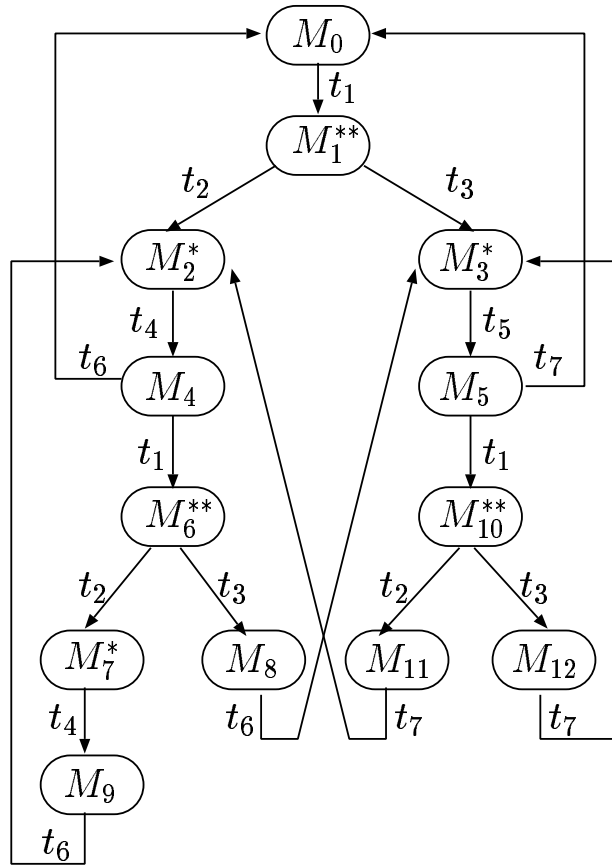 M₀
t₁
M₁**
t₂ t₃
M₂* M₃*
t₄ t₅
t₆ t₇
M₄ M₅
t₁ t₁
M₆** M₁₀**
t₂ t₃ t₂ t₃
M₇* M₈ M₁₁ M₁₂
t₄ t₆ t₇ t₇
M₉
t₆